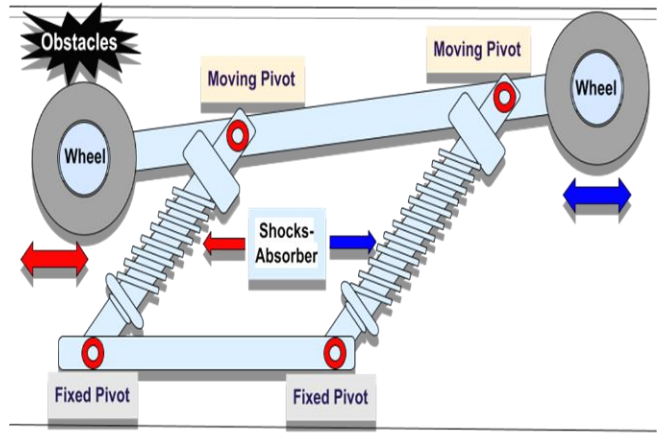 Obstacles
Moving Pivot
Moving Pivot
Wheel
Wheel
Shocks-
Absorber
Fixed Pivot
Fixed Pivot